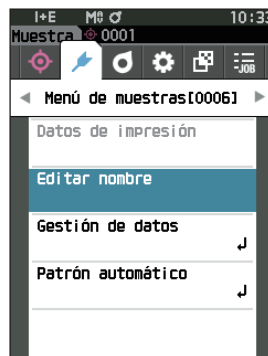 I+E M0 ♂ 10:33
Muestra 0001
-JOB
Menú de muestras[0006]
Datos de impresión
Editar nombre
Gestión de datos
Patrón automático